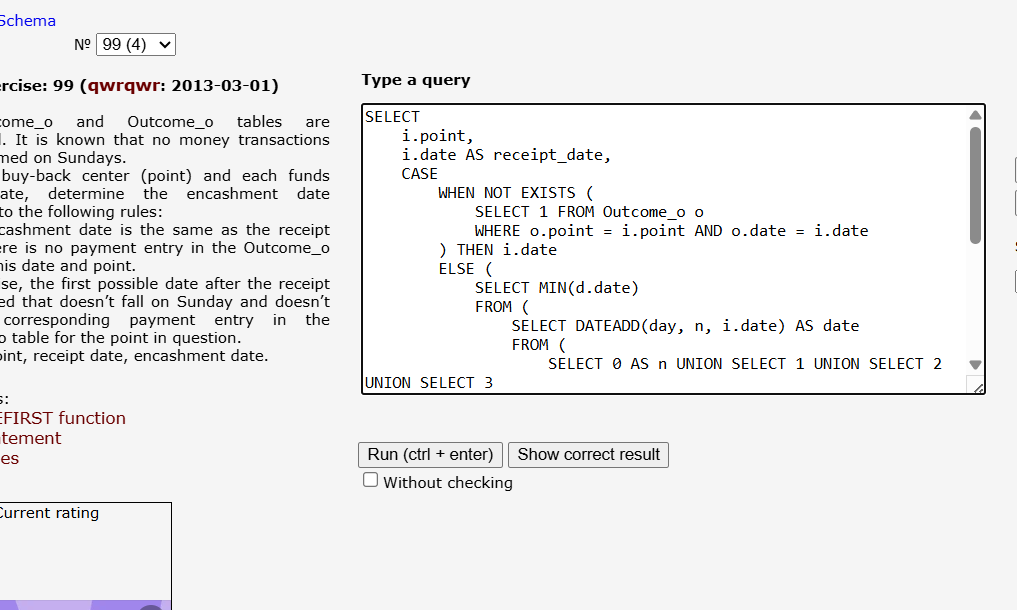 Schema
№ 99 (4)
rcise: 99 (qwrqwr: 2013-03-01)
come_o and Outcome_o tables are
. It is known that no money transactions
med on Sundays.
buy-back center (point) and each funds
ate, determine the encashment date
to the following rules:
cashment date is the same as the receipt
ere is no payment entry in the Outcome_o
his date and point.
se, the first possible date after the receipt
ed that doesn’t fall on Sunday and doesn’t
corresponding payment entry in the
o table for the point in question.
oint, receipt date, encashment date.
s:
EFIRST function
atement
es
Current rating
Type a query
SELECT
i.point,
i.date AS receipt_date,
CASE
WHEN NOT EXISTS (
SELECT 1 FROM Outcome_o o
WHERE o.point = i.point AND o.date = i.date
) THEN i.date
ELSE (
SELECT MIN(d.date)
FROM (
SELECT DATEADD(day, n, i.date) AS date
FROM (
SELECT 0 AS n UNION SELECT 1 UNION SELECT 2
UNION SELECT 3
Run (ctrl + enter) Show correct result
Without checking